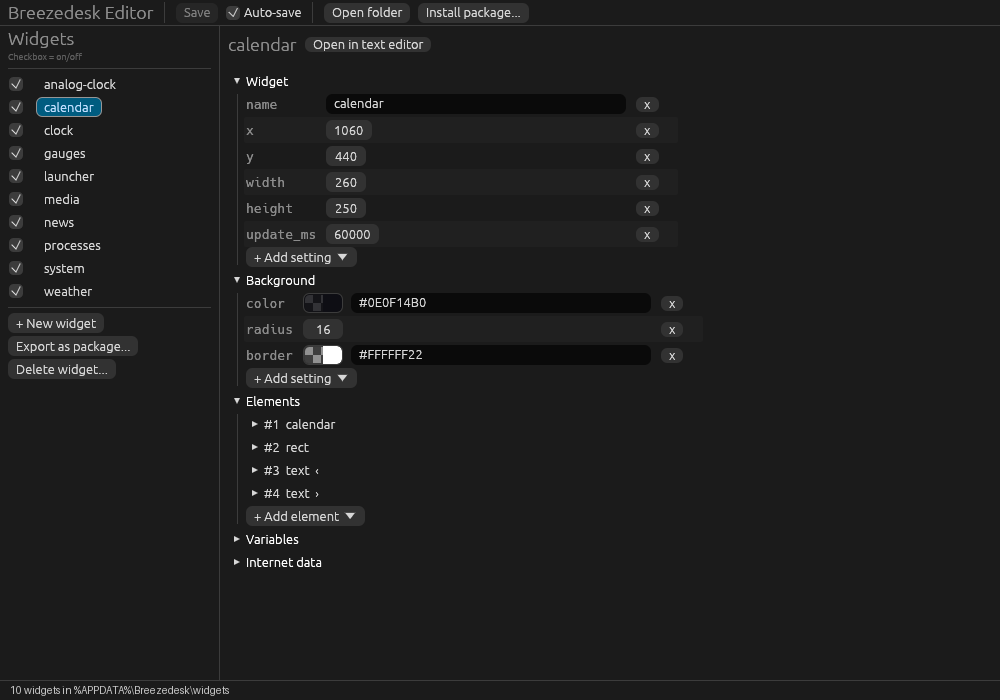 Breezedesk Editor Save Auto-save Open folder Install package...
Widgets
Checkbox = on/off
analog-clock
calendar
clock
gauges
launcher
media
news
processes
system
weather
+ New widget
Export as package...
Delete widget...
calendar Open in text editor
Widget
name calendar x
x 1060 x
y 440 x
width 260 x
height 250 x
update_ms 60000 x
+ Add setting
Background
color #0E0F14B0 x
radius 16 x
border #FFFFFF22 x
+ Add setting
Elements
#1 calendar
#2 rect
#3 text ‹
#4 text ›
+ Add element
Variables
Internet data
10 widgets in %APPDATA%\Breezedesk\widgets